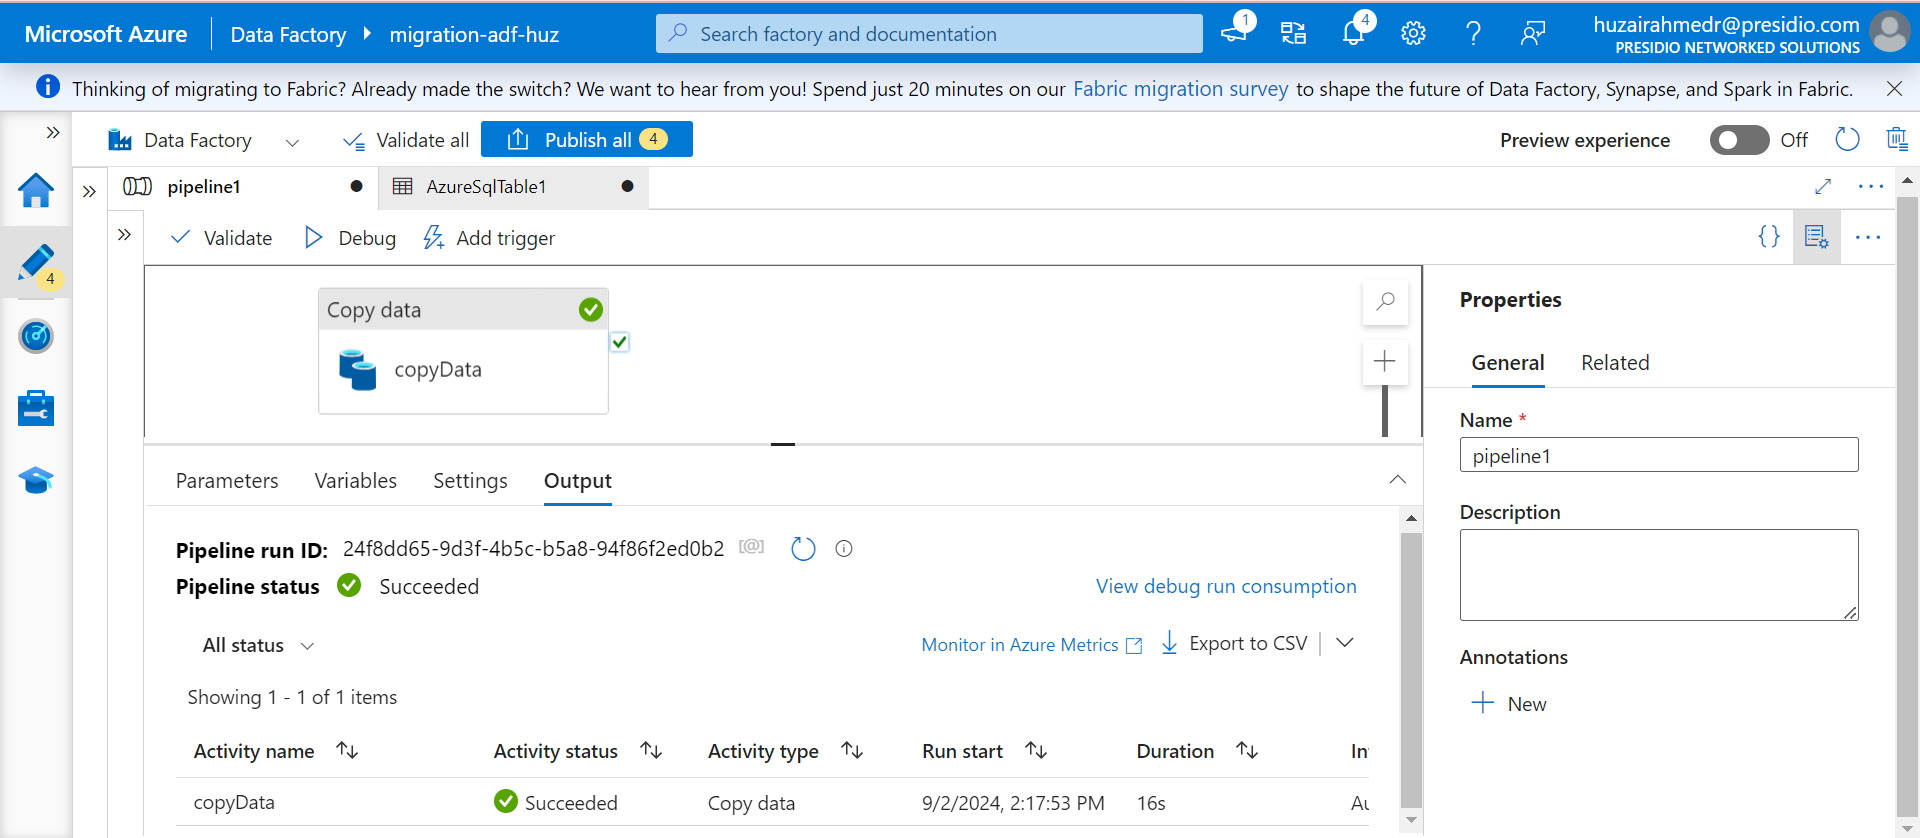 Microsoft Azure
Data Factory
migration-adf-huz
Search factory and documentation
1
4
huzairahmedr@presidio.com
PRESIDIO NETWORKED SOLUTIONS
Thinking of migrating to Fabric? Already made the switch? We want to hear from you! Spend just 20 minutes on our Fabric migration survey to shape the future of Data Factory, Synapse, and Spark in Fabric.
Data Factory
Validate all
Publish all 4
Preview experience
Off
pipeline1
AzureSqlTable1
4
Validate
Debug
Add trigger
{}
Copy data
copyData
Properties
General
Related
Name *
pipeline1
Description
Annotations
New
Parameters
Variables
Settings
Output
Pipeline run ID: 24f8dd65-9d3f-4b5c-b5a8-94f86f2ed0b2 [@]
Pipeline status Succeeded
View debug run consumption
All status
Monitor in Azure Metrics
Export to CSV
Showing 1 - 1 of 1 items
Activity name Activity status Activity type Run start Duration
copyData Succeeded Copy data 9/2/2024, 2:17:53 PM 16s